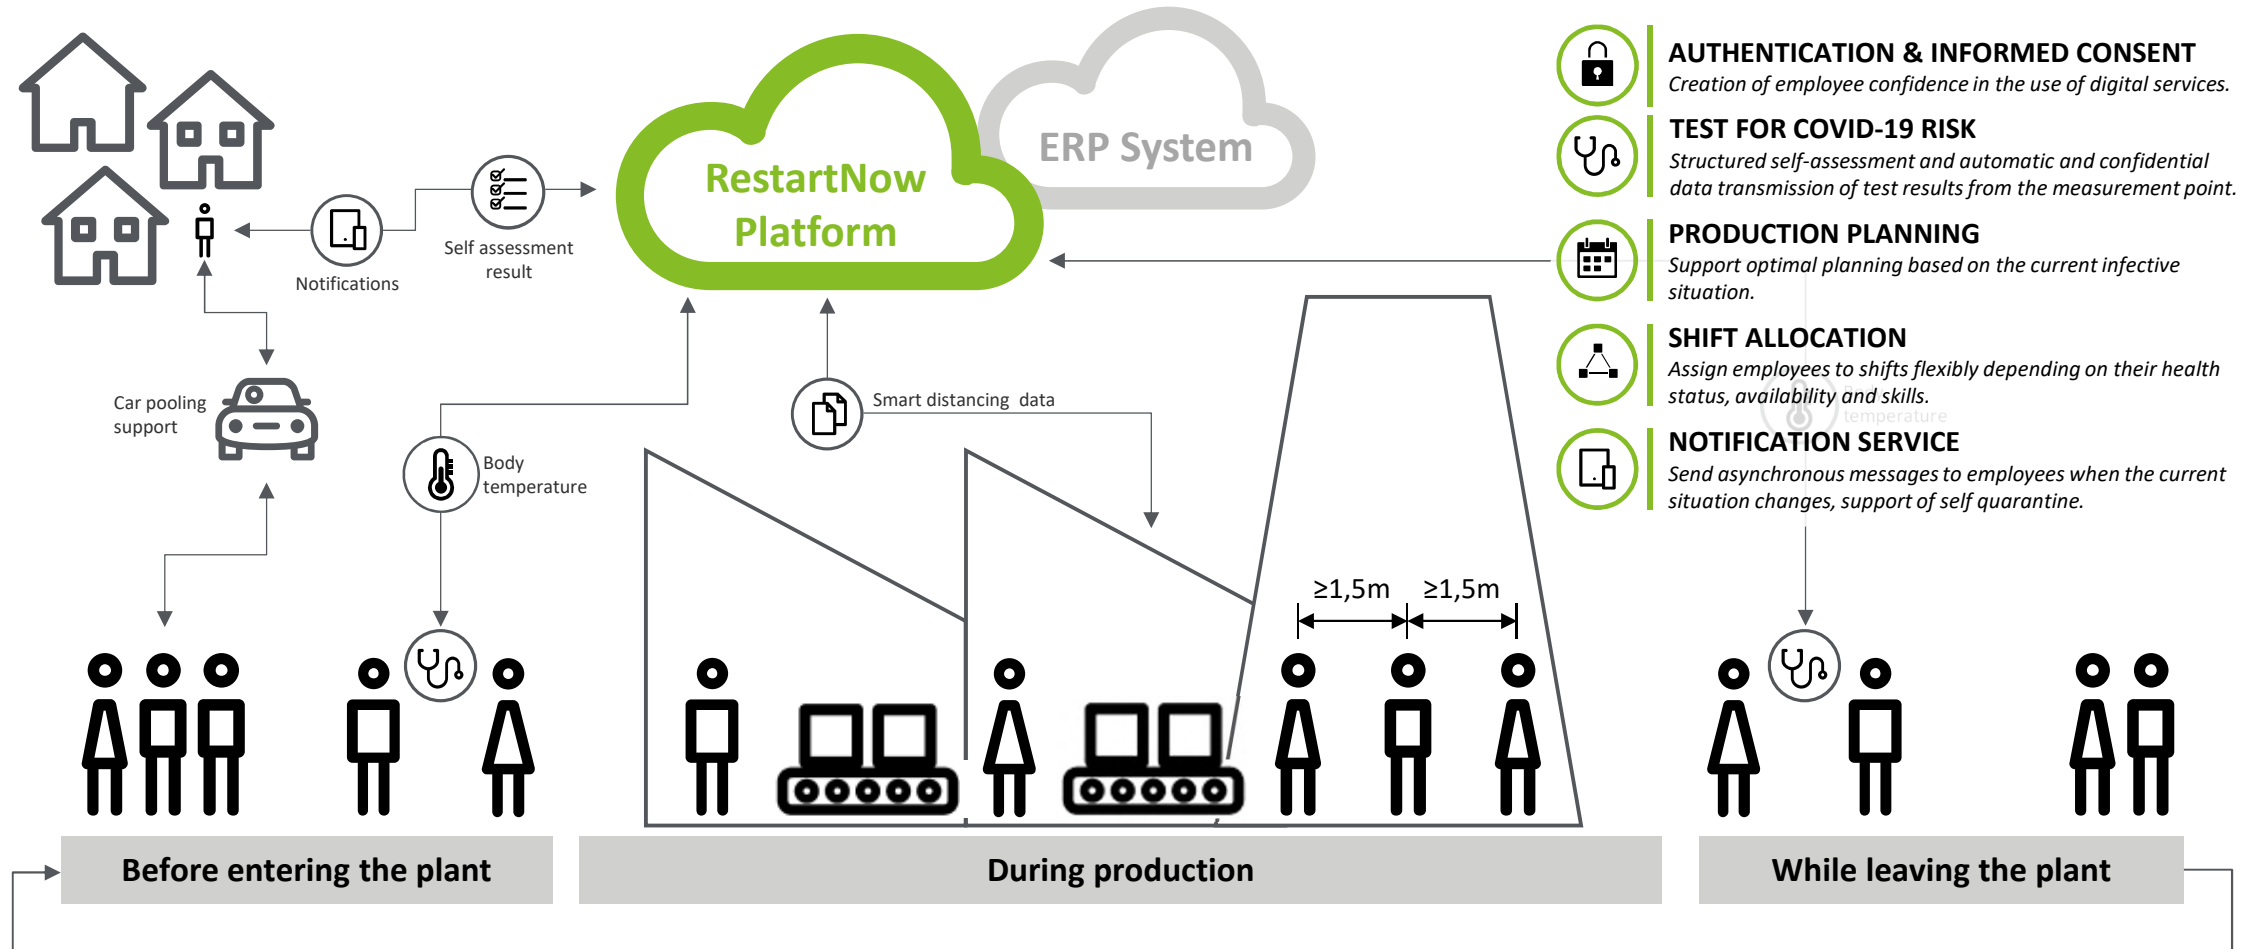 RestartNow
Platform
ERP System
Notifications
Self assessment
result
Car pooling
support
Body
temperature
Smart distancing data
≥1,5m
≥1,5m
AUTHENTICATION & INFORMED CONSENT
Creation of employee confidence in the use of digital services.
TEST FOR COVID-19 RISK
Structured self-assessment and automatic and confidential
data transmission of test results from the measurement point.
PRODUCTION PLANNING
Support optimal planning based on the current infective
situation.
SHIFT ALLOCATION
Assign employees to shifts flexibly depending on their health
status, availability and skills.
Body
temperature
NOTIFICATION SERVICE
Send asynchronous messages to employees when the current
situation changes, support of self quarantine.
Before entering the plant
During production
While leaving the plant